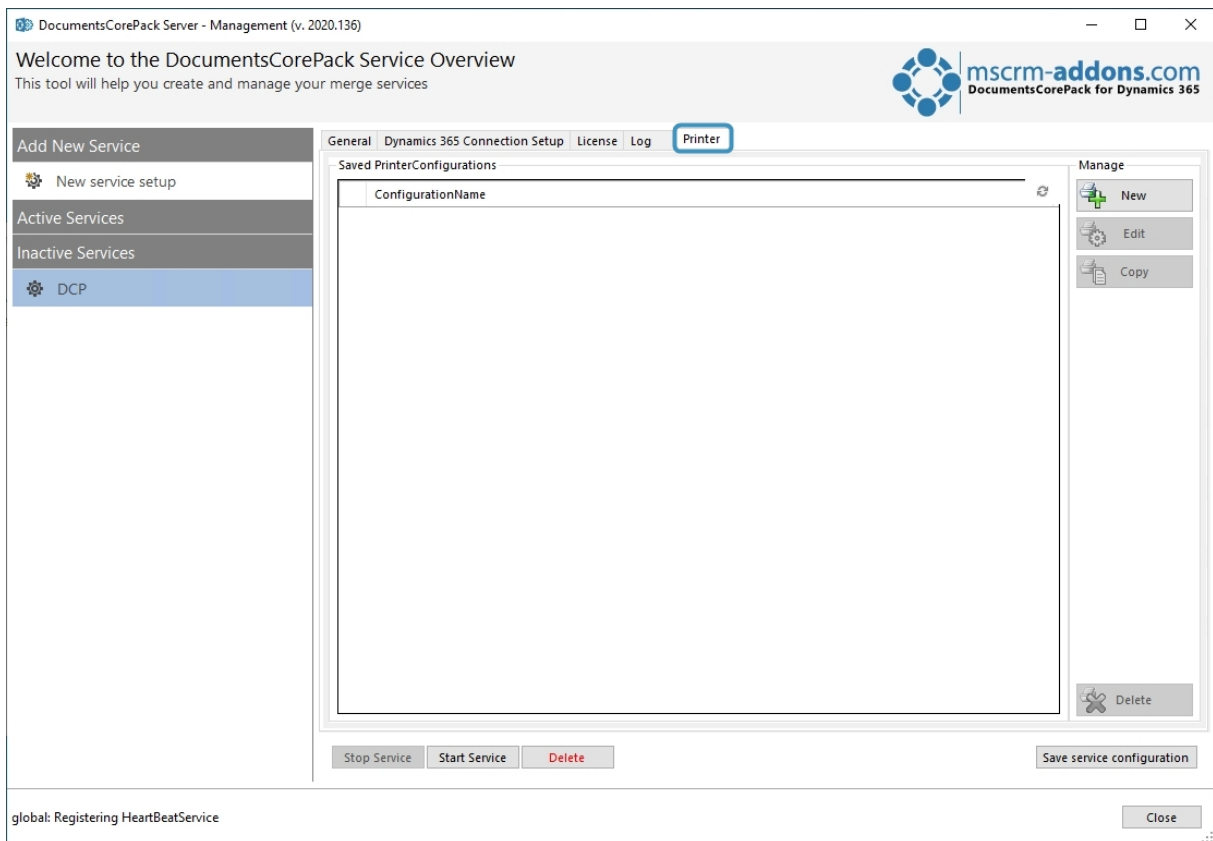 DocumentsCorePack Server - Management (v. 2020.136)
Welcome to the DocumentsCorePack Service Overview
This tool will help you create and manage your merge services
mscrm-addons.com
DocumentsCorePack for Dynamics 365
Add New Service
New service setup
Active Services
Inactive Services
DCP
General Dynamics 365 Connection Setup License Log Printer
Saved PrinterConfigurations
ConfigurationName
Manage
New
Edit
Copy
Delete
Stop Service Start Service Delete Save service configuration
global: Registering HeartBeatService Close